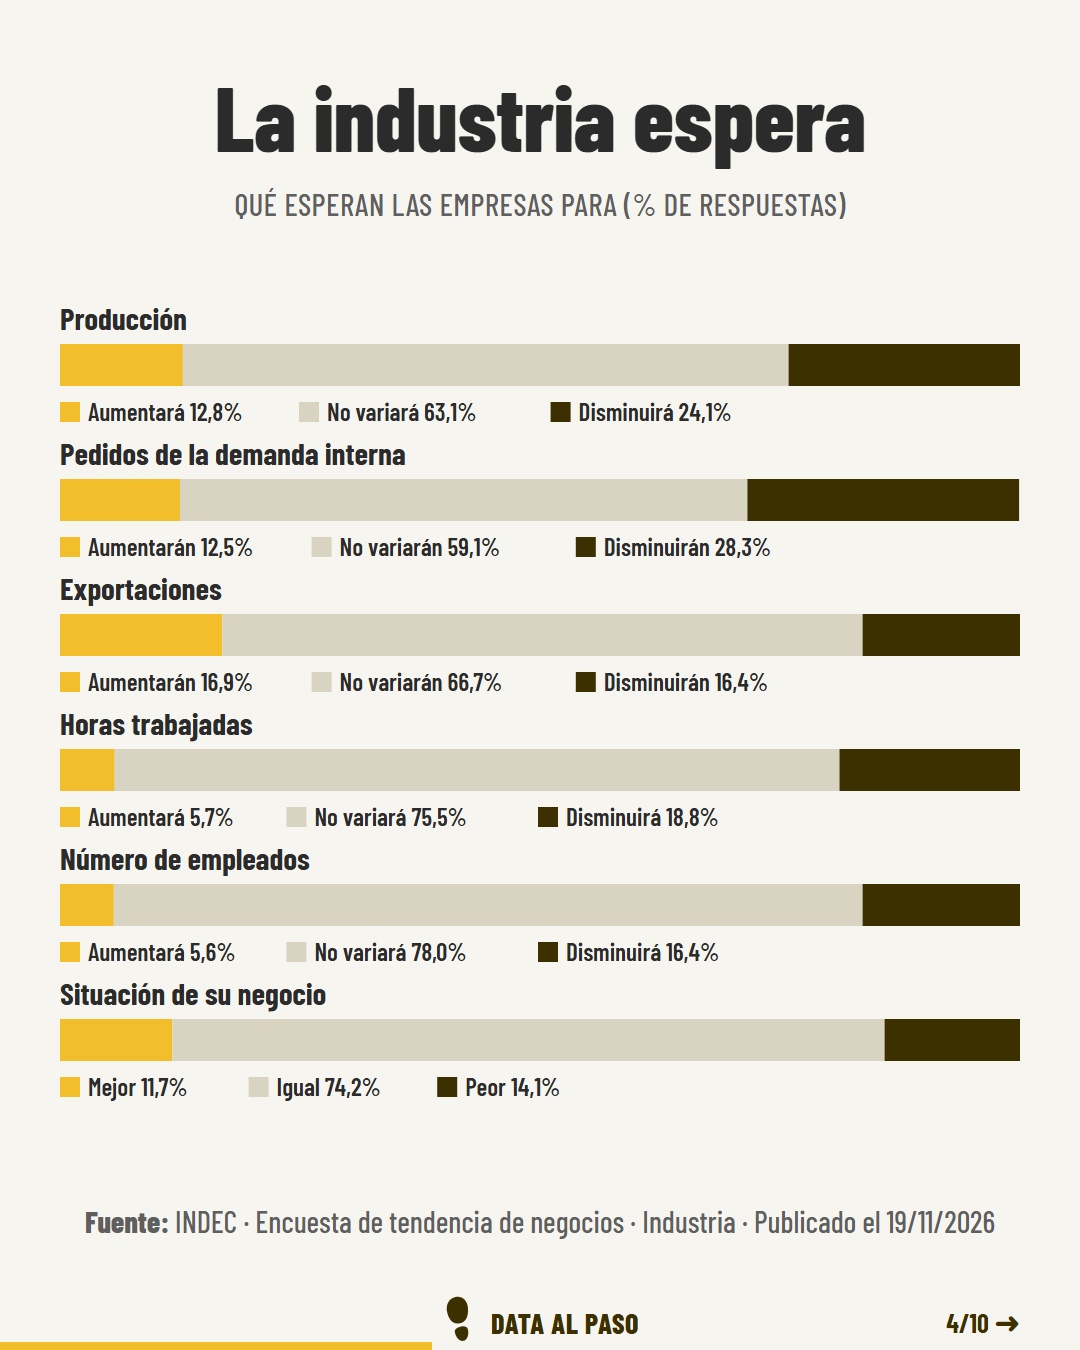 La industria espera
QUÉ ESPERAN LAS EMPRESAS PARA (% DE RESPUESTAS)
Producción
Aumentará 12,8% No variará 63,1% Disminuirá 24,1%
Pedidos de la demanda interna
Aumentarán 12,5% No variarán 59,1% Disminuirán 28,3%
Exportaciones
Aumentarán 16,9% No variarán 66,7% Disminuirán 16,4%
Horas trabajadas
Aumentará 5,7% No variará 75,5% Disminuirá 18,8%
Número de empleados
Aumentará 5,6% No variará 78,0% Disminuirá 16,4%
Situación de su negocio
Mejor 11,7% Igual 74,2% Peor 14,1%
Fuente: INDEC · Encuesta de tendencia de negocios · Industria · Publicado el 19/11/2026
DATA AL PASO
4/10 →